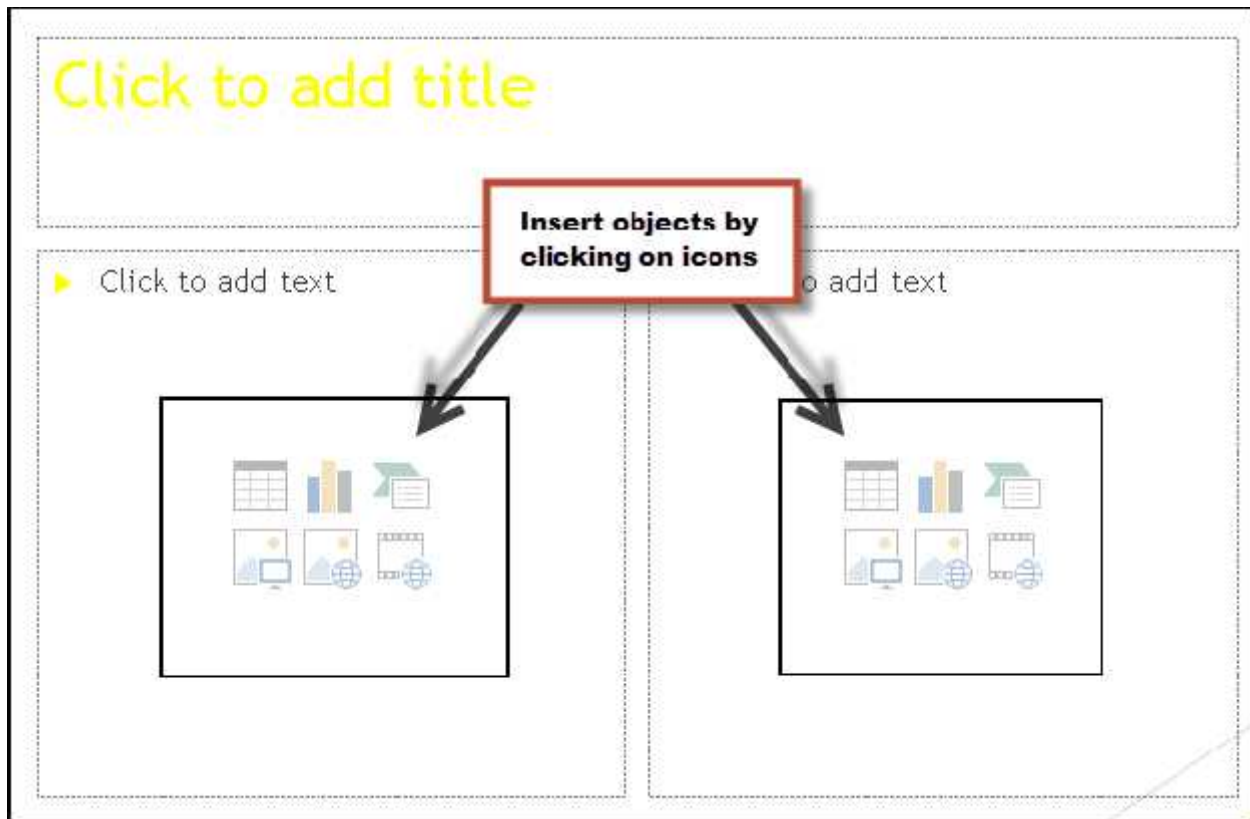 Click to add title
Insert objects by
clicking on icons
Click to add text
o add text